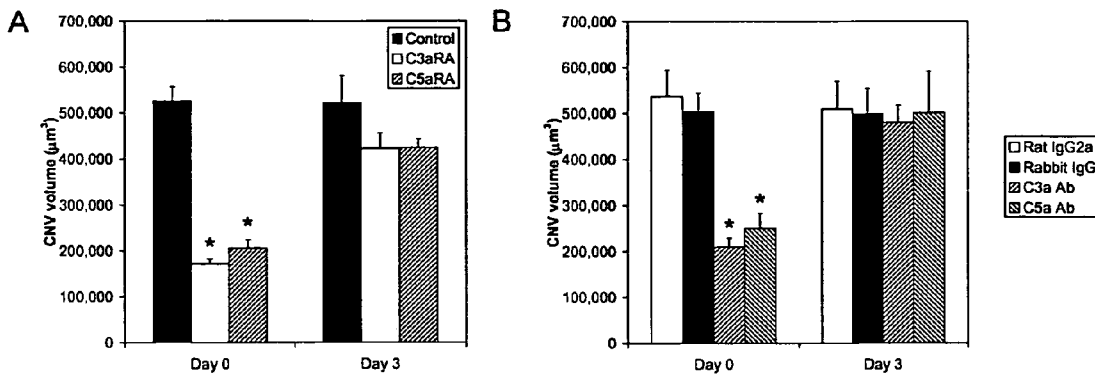 A
CNV volume (µm³)
700,000
600,000
500,000
400,000
300,000
200,000
100,000
0
Control
C3aRA
C5aRA
*
*
Day 0
Day 3
B
CNV volume (µm³)
700,000
600,000
500,000
400,000
300,000
200,000
100,000
0
*
*
Day 0
Day 3
Rat IgG2a
Rabbit IgG
C3a Ab
C5a Ab